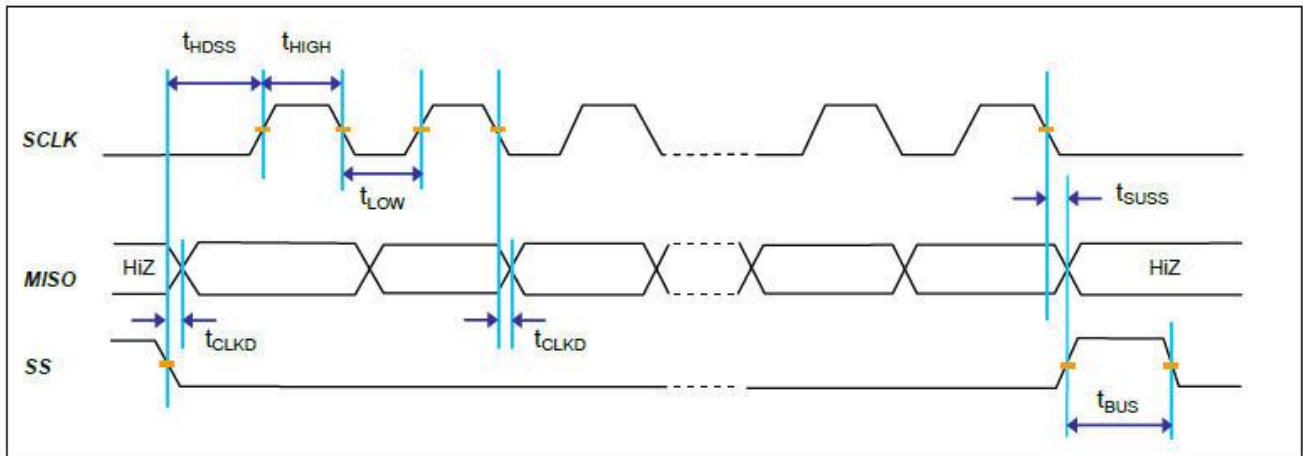 tHDSS
tHIGH
SCLK
tLOW
tSUSS
HiZ
HiZ
MISO
tCLKD
tCLKD
SS
tBUS